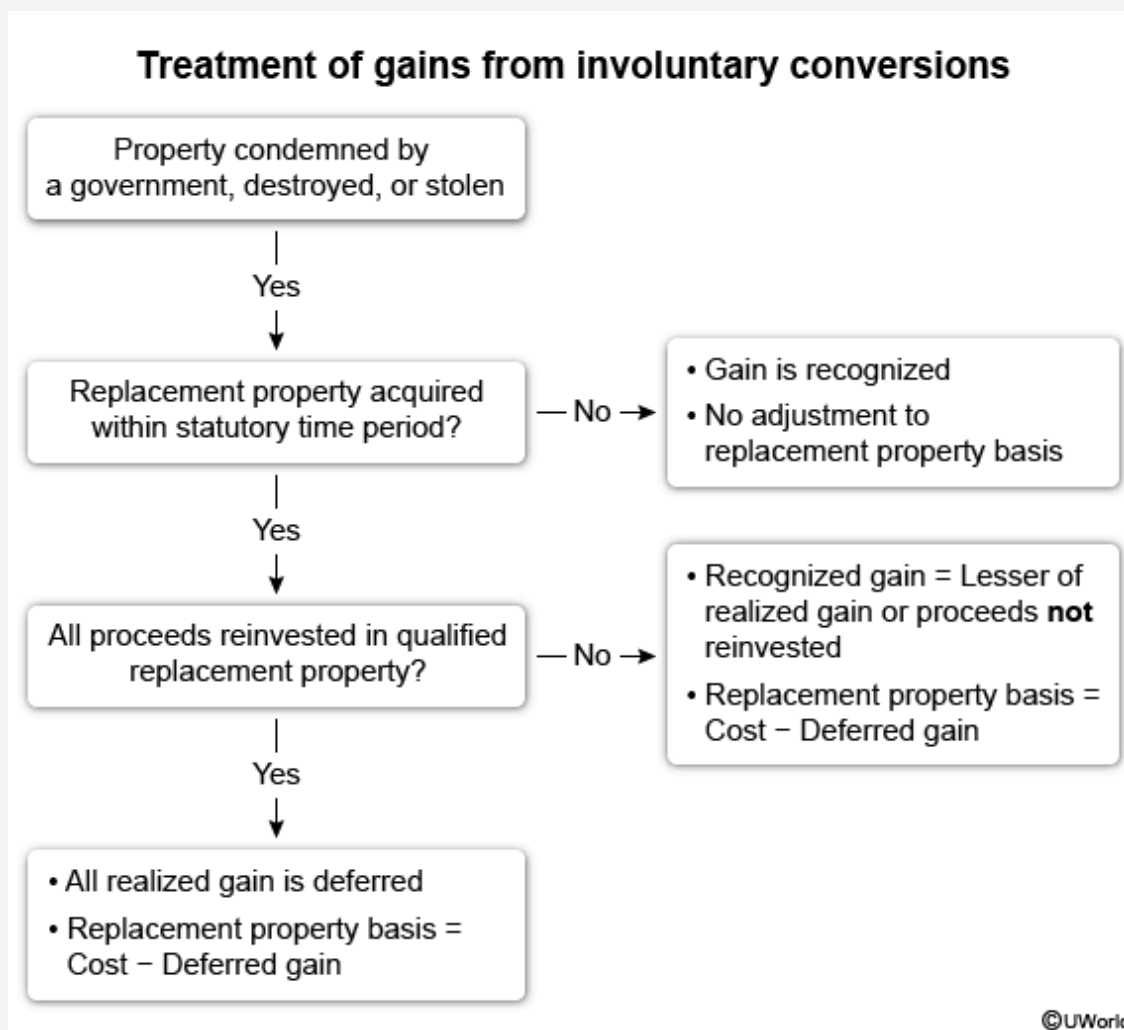 Treatment of gains from involuntary conversions
Property condemned by
a government, destroyed, or stolen
Yes
Replacement property acquired
within statutory time period?
No
• Gain is recognized
• No adjustment to
replacement property basis
Yes
All proceeds reinvested in qualified
replacement property?
No
• Recognized gain = Lesser of
realized gain or proceeds not
reinvested
• Replacement property basis =
Cost − Deferred gain
Yes
• All realized gain is deferred
• Replacement property basis =
Cost − Deferred gain
©UWorld